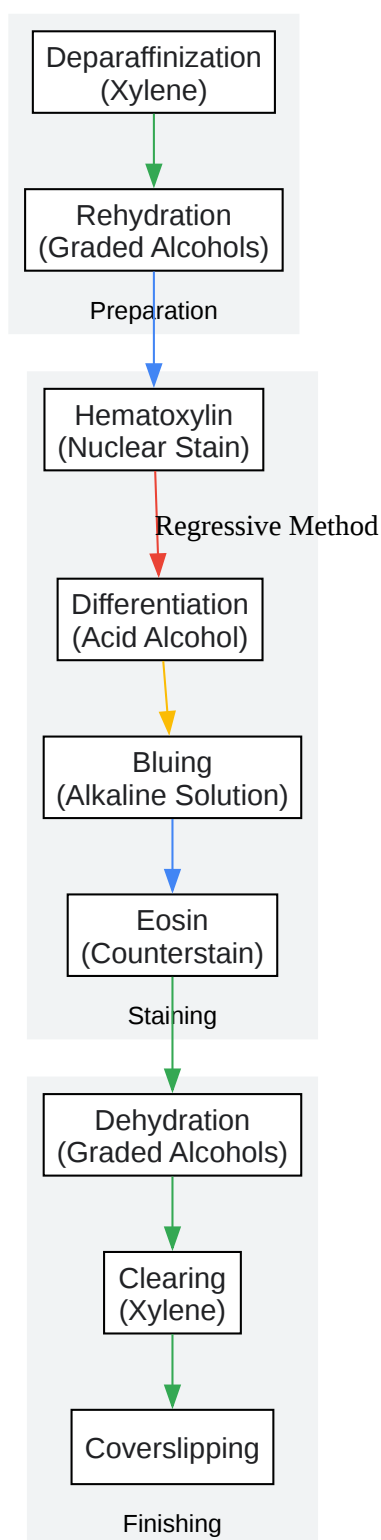 Deparaffinization
(Xylene)
Rehydration
(Graded Alcohols)
Preparation
Hematoxylin
(Nuclear Stain)
Regressive Method
Differentiation
(Acid Alcohol)
Bluing
(Alkaline Solution)
Eosin
(Counterstain)
Staining
Dehydration
(Graded Alcohols)
Clearing
(Xylene)
Coverslipping
Finishing